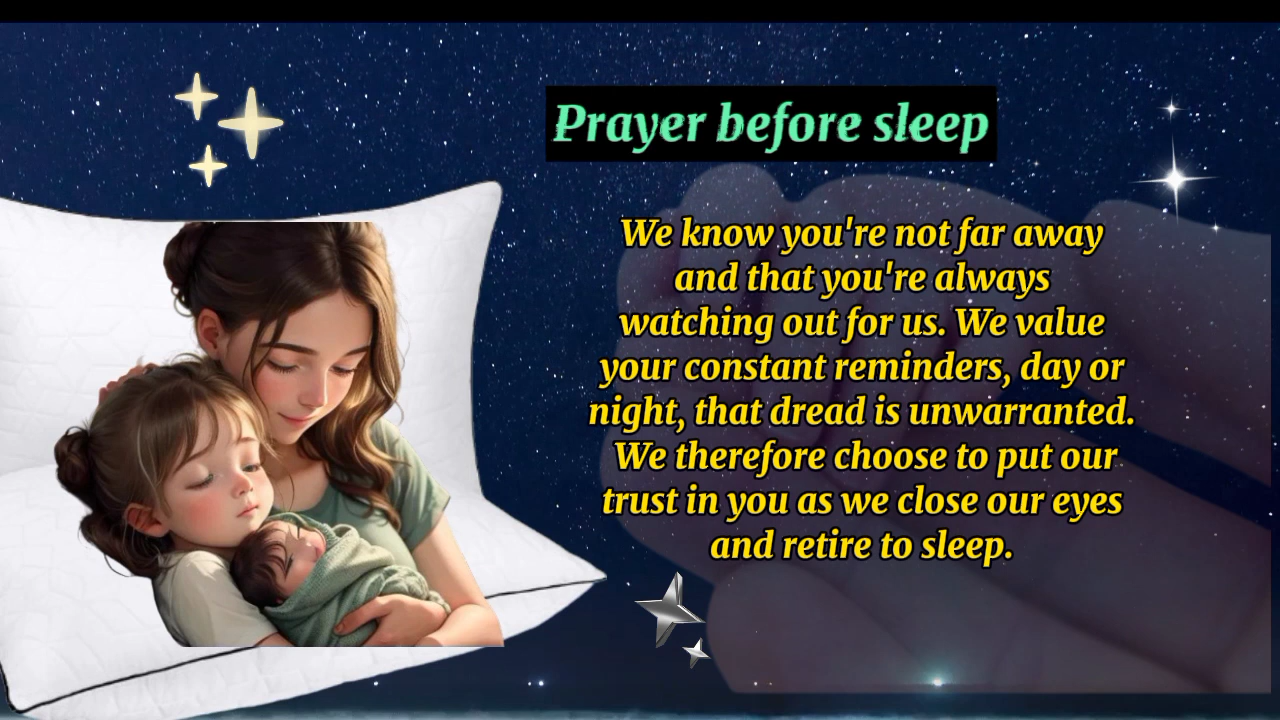 Prayer before sleep
We know you're not far away
and that you're always
watching out for us. We value
your constant reminders, day or
night, that dread is unwarranted.
We therefore choose to put our
trust in you as we close our eyes
and retire to sleep.